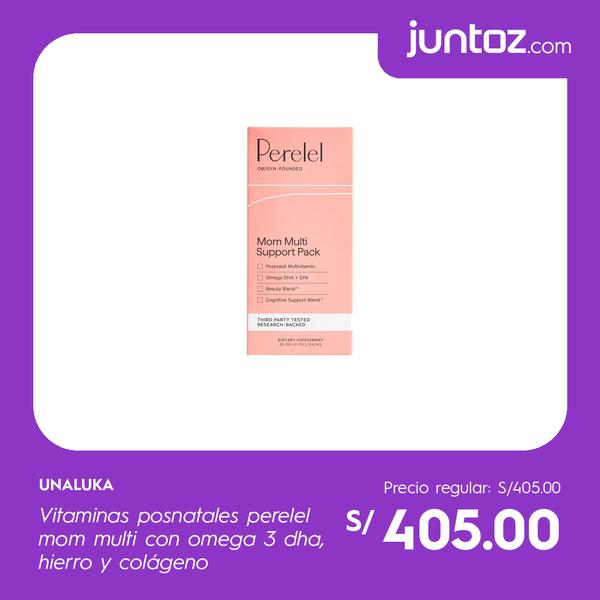 juntoz.com
Perelel
OB/GYN-FOUNDED
Mom Multi
Support Pack
Postnatal Multivitamin
Omega DHA + EPA
Beauty Blend™
Cognitive Support Blend™
THIRD PARTY TESTED
RESEARCH-BACKED
DIETARY SUPPLEMENT
30 DAILY PILL PACKS
UNALUKA
Vitaminas posnatales perelel
mom multi con omega 3 dha,
hierro y colágeno
Precio regular: S/405.00
S/ 405.00